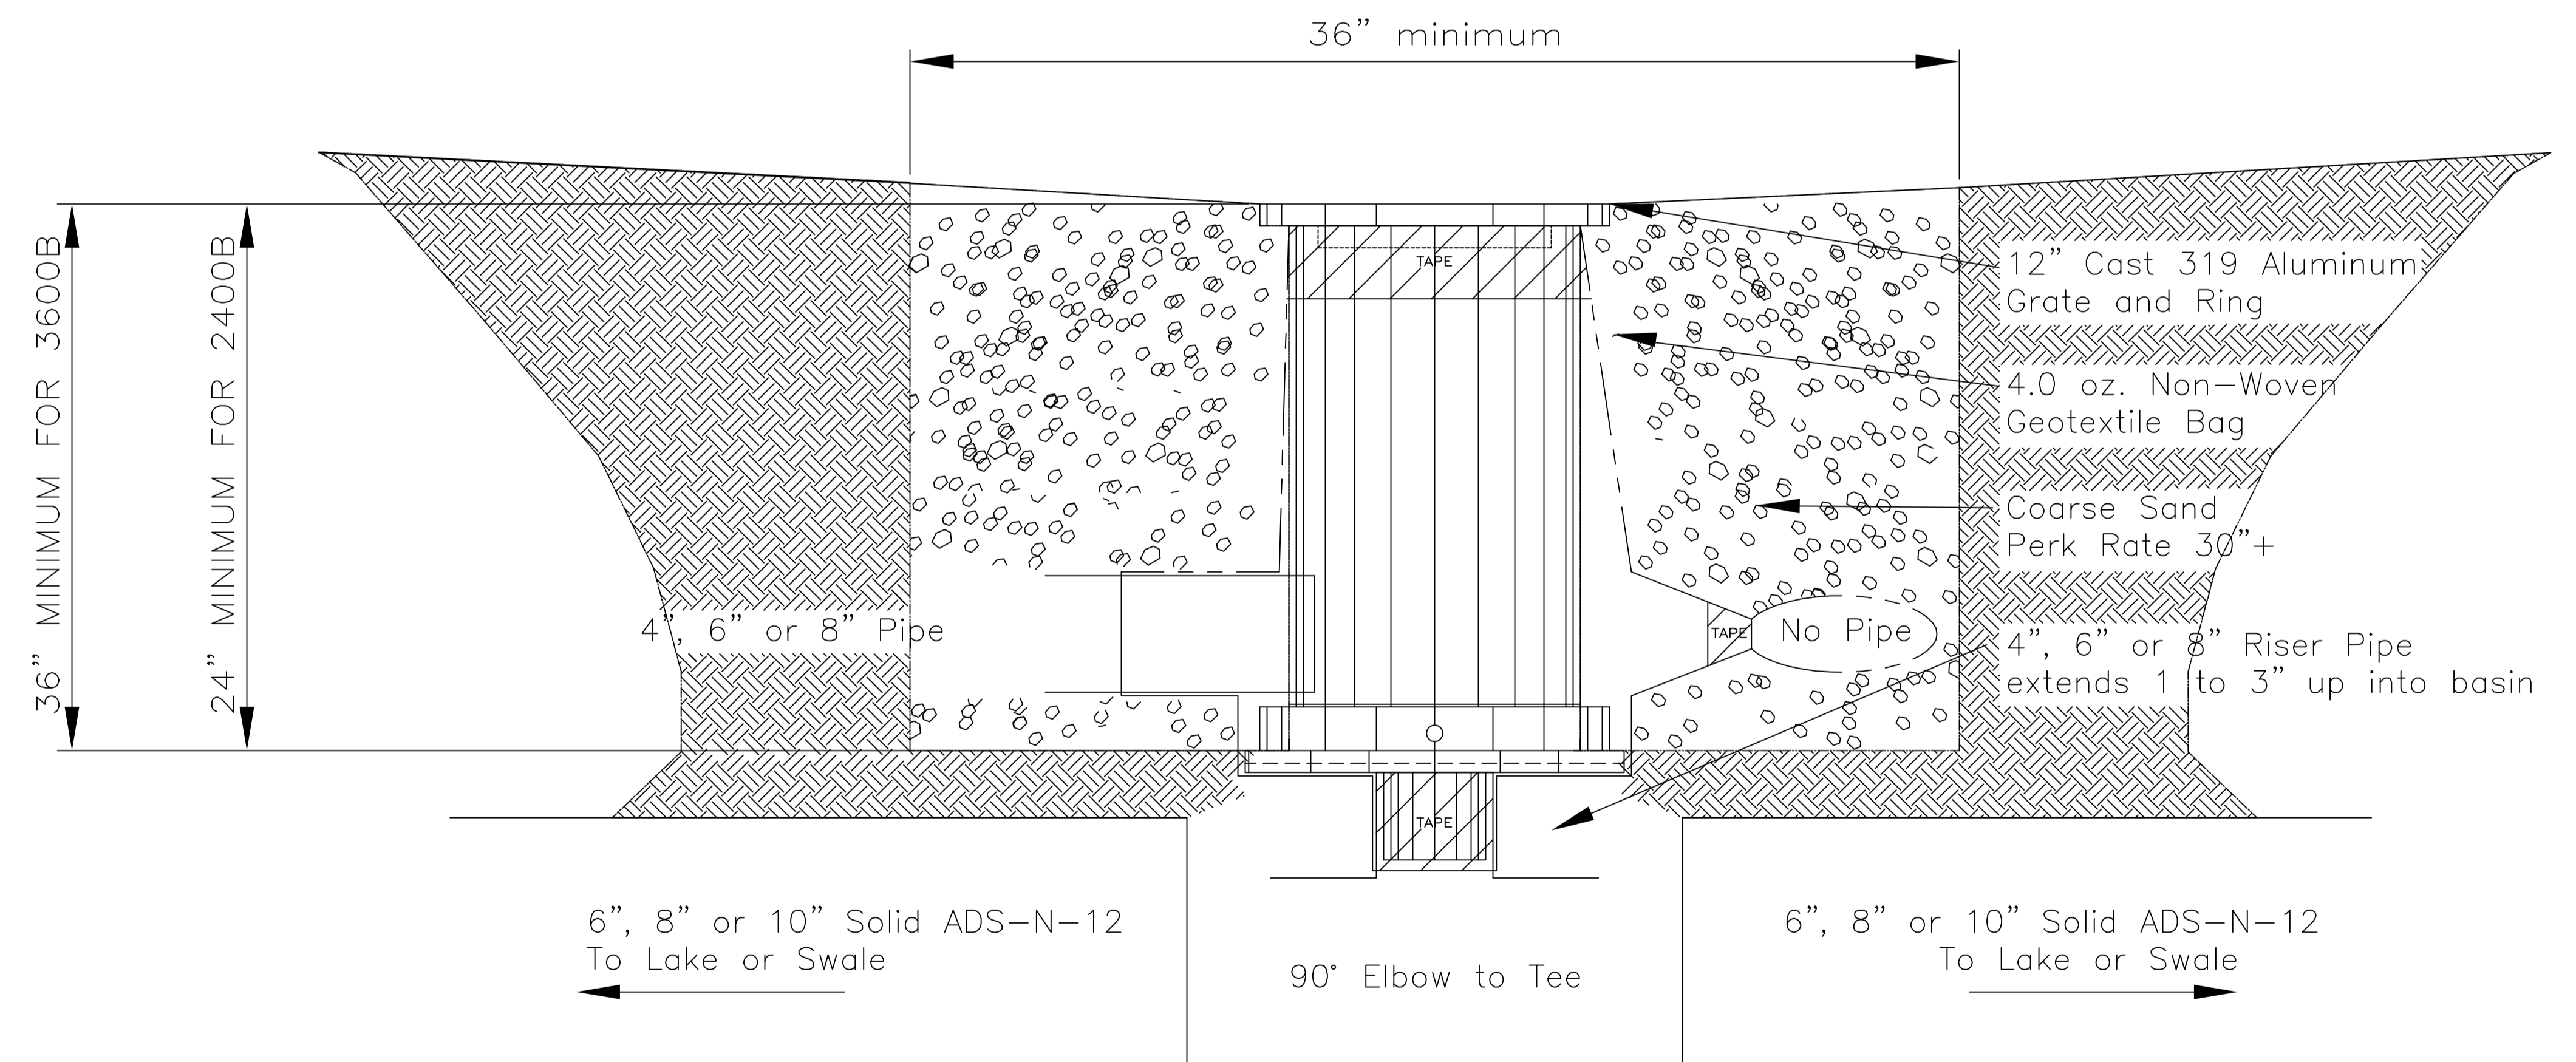 36” minimum
36” MINIMUM FOR 3600B
24” MINIMUM FOR 2400B
TAPE
12” Cast 319 Aluminum
Grate and Ring
4.0 oz. Non-Woven
Geotextile Bag
Coarse Sand
Perk Rate 30”+
4”, 6” or 8” Pipe
TAPE
No Pipe
4”, 6” or 8” Riser Pipe
extends 1 to 3” up into basin
TAPE
6”, 8” or 10” Solid ADS-N-12
To Lake or Swale
90° Elbow to Tee
6”, 8” or 10” Solid ADS-N-12
To Lake or Swale